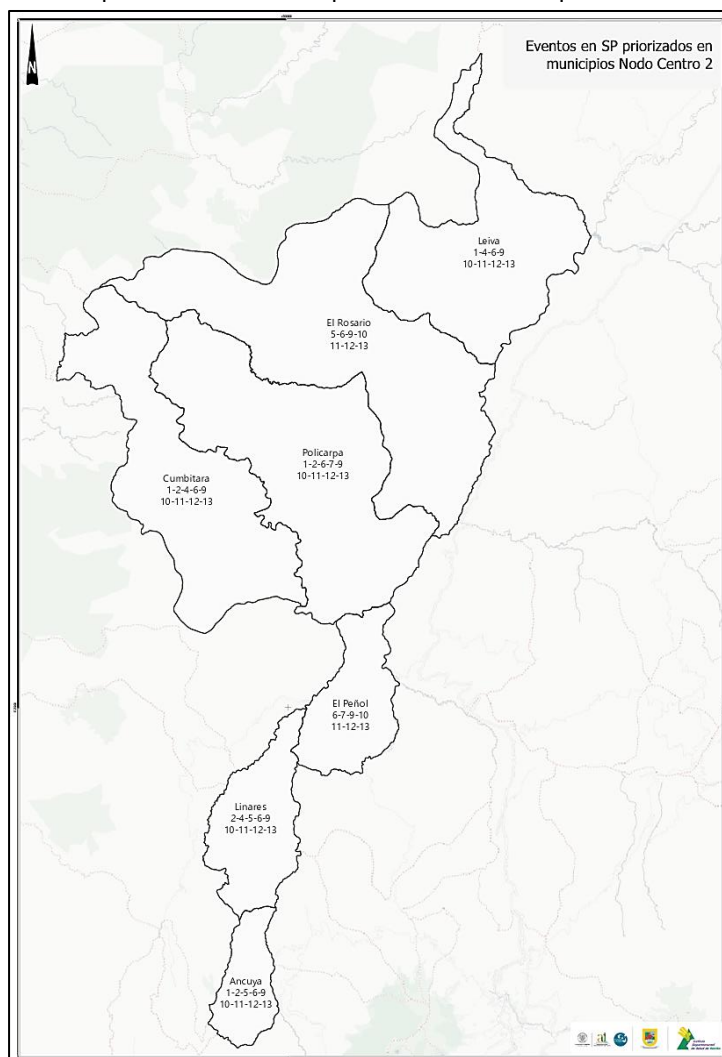 Eventos en SP priorizados en
municipios Nodo Centro 2
N
Leiva
1-4-6-9
10-11-12-13
El Rosario
5-6-9-10
11-12-13
Policarpa
1-2-6-7-9
10-11-12-13
Cumbitara
1-2-4-6-9
10-11-12-13
El Peñol
6-7-9-10
11-12-13
Linares
2-4-5-6-9
10-11-12-13
Ancuya
1-2-5-6-9
10-11-12-13